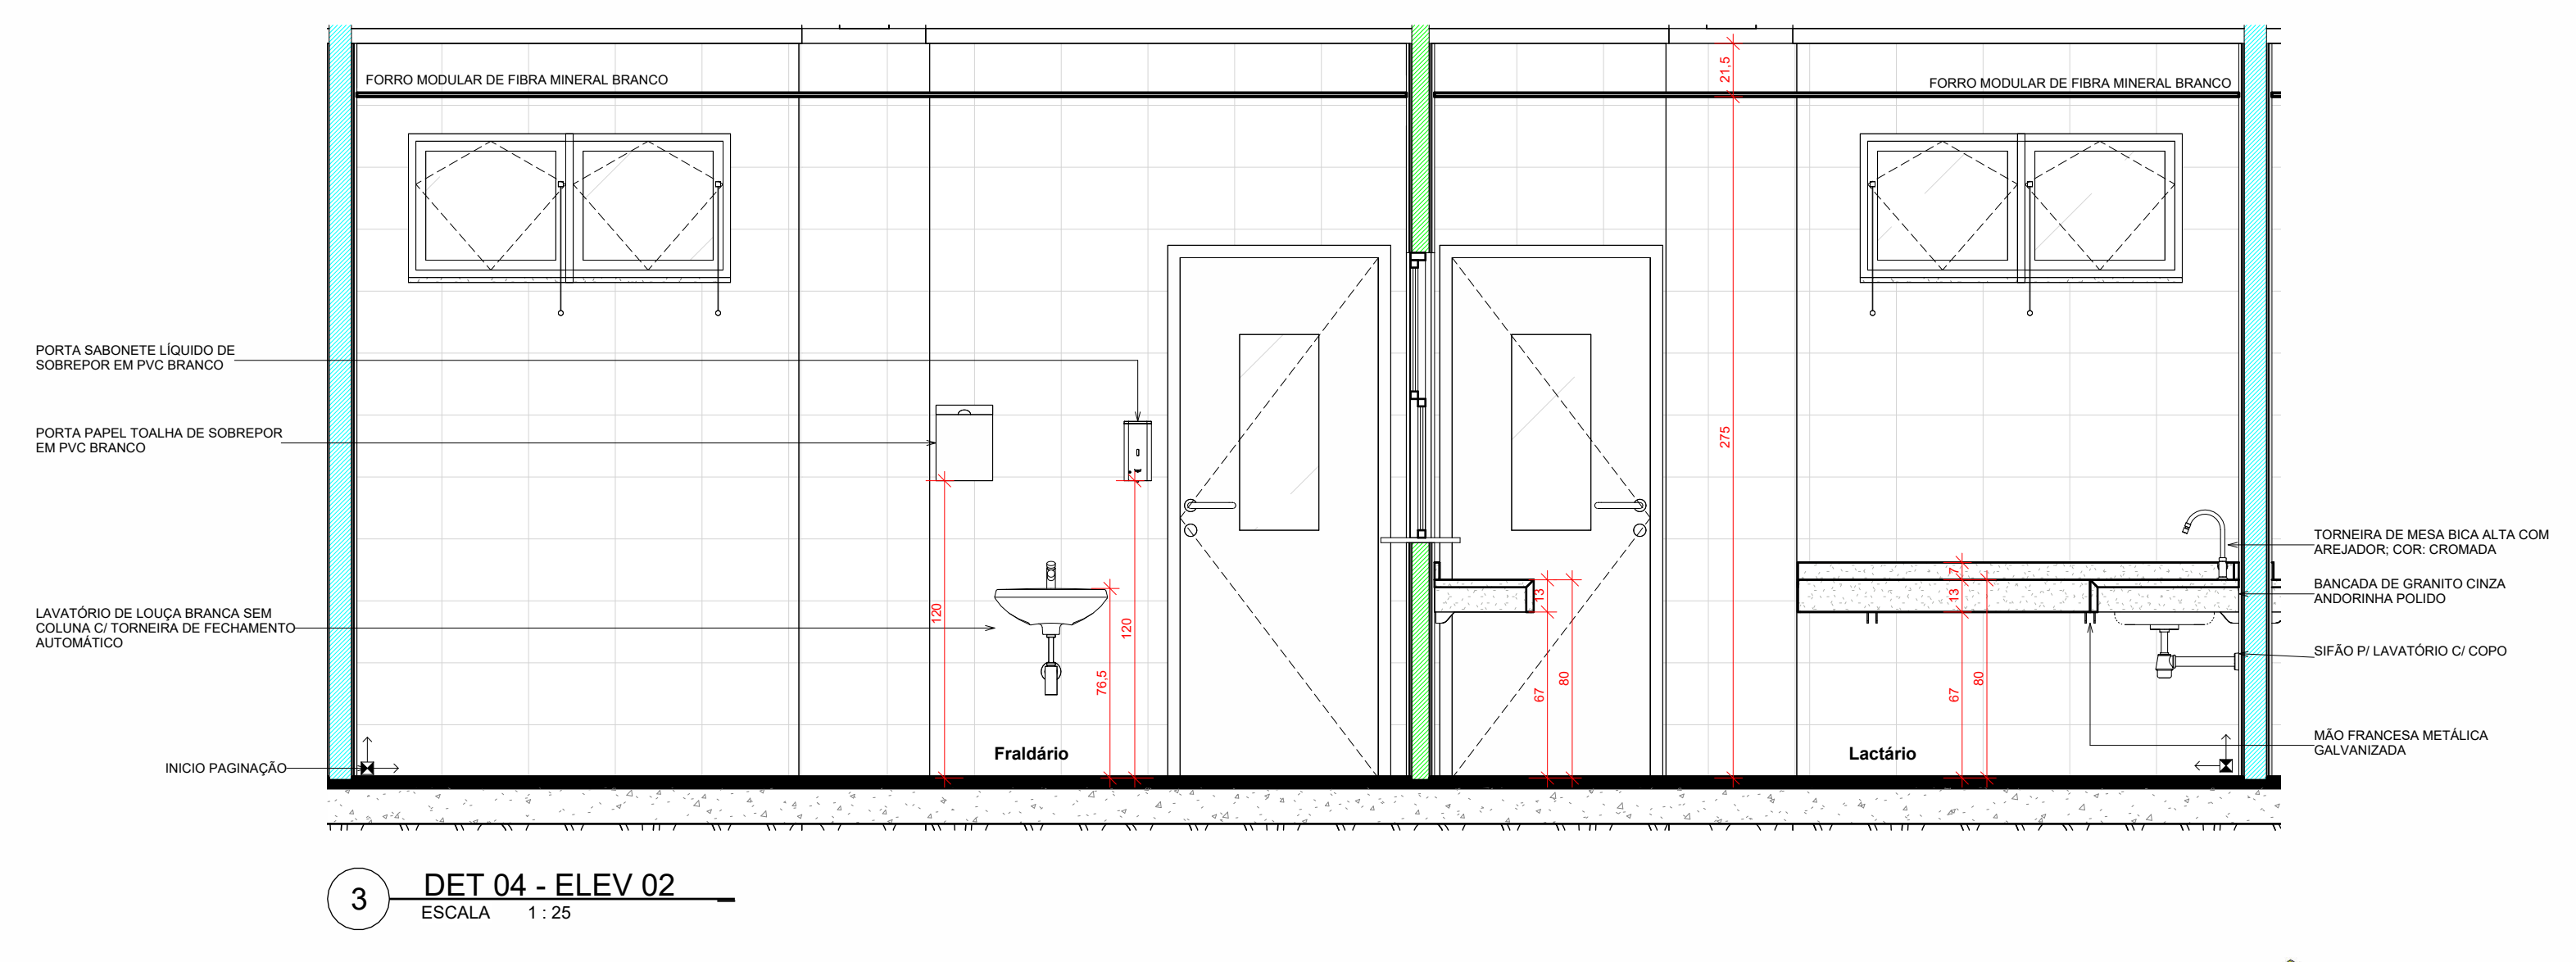 FORRO MODULAR DE FIBRA MINERAL BRANCO
FORRO MODULAR DE FIBRA MINERAL BRANCO
21,5
275
PORTA SABONETE LÍQUIDO DE
SOBREPOR EM PVC BRANCO
PORTA PAPEL TOALHA DE SOBREPOR
EM PVC BRANCO
LAVATÓRIO DE LOUÇA BRANCA SEM
COLUNA C/ TORNEIRA DE FECHAMENTO
AUTOMÁTICO
INICIO PAGINAÇÃO
120
76,5
120
Fraldário
13
67
80
7
13
67
80
Lactário
TORNEIRA DE MESA BICA ALTA COM
AREJADOR; COR: CROMADA
BANCADA DE GRANITO CINZA
ANDORINHA POLIDO
SIFÃO P/ LAVATÓRIO C/ COPO
MÃO FRANCESA METÁLICA
GALVANIZADA
3
DET 04 - ELEV 02
ESCALA 1 : 25